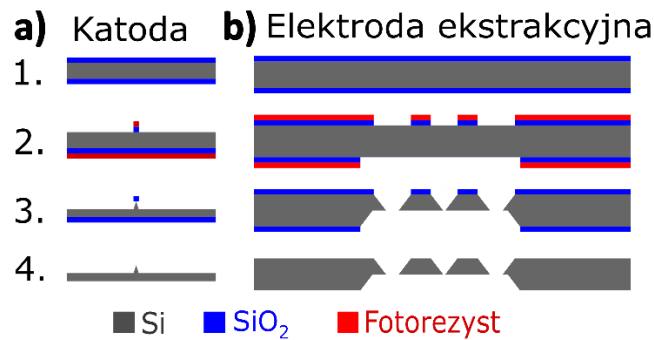 a) Katoda b) Elektroda ekstrakcyjna
1.
2.
3.
4.
Si SiO₂ Fotorezyst